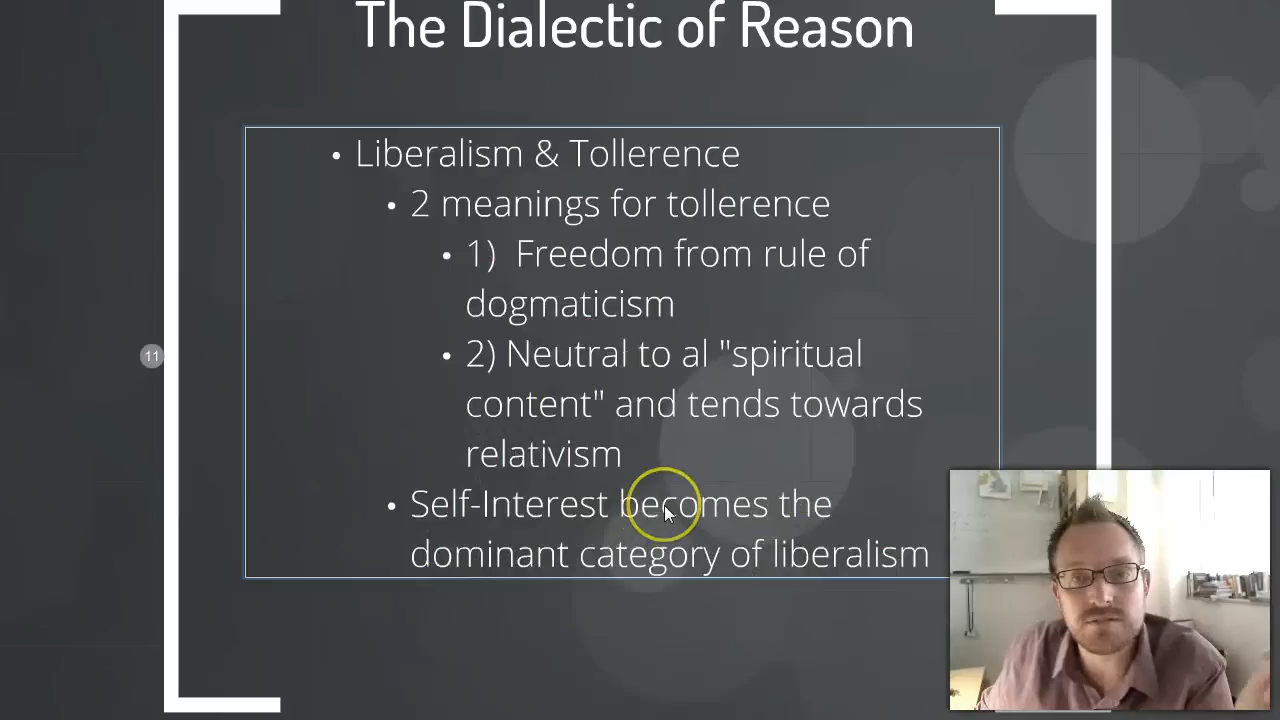 The Dialectic of Reason
• Liberalism & Tollerence
• 2 meanings for tollerence
• 1)  Freedom from rule of
dogmaticism
• 2) Neutral to al "spiritual
content" and tends towards
relativism
• Self-Interest becomes the
dominant category of liberalism
11